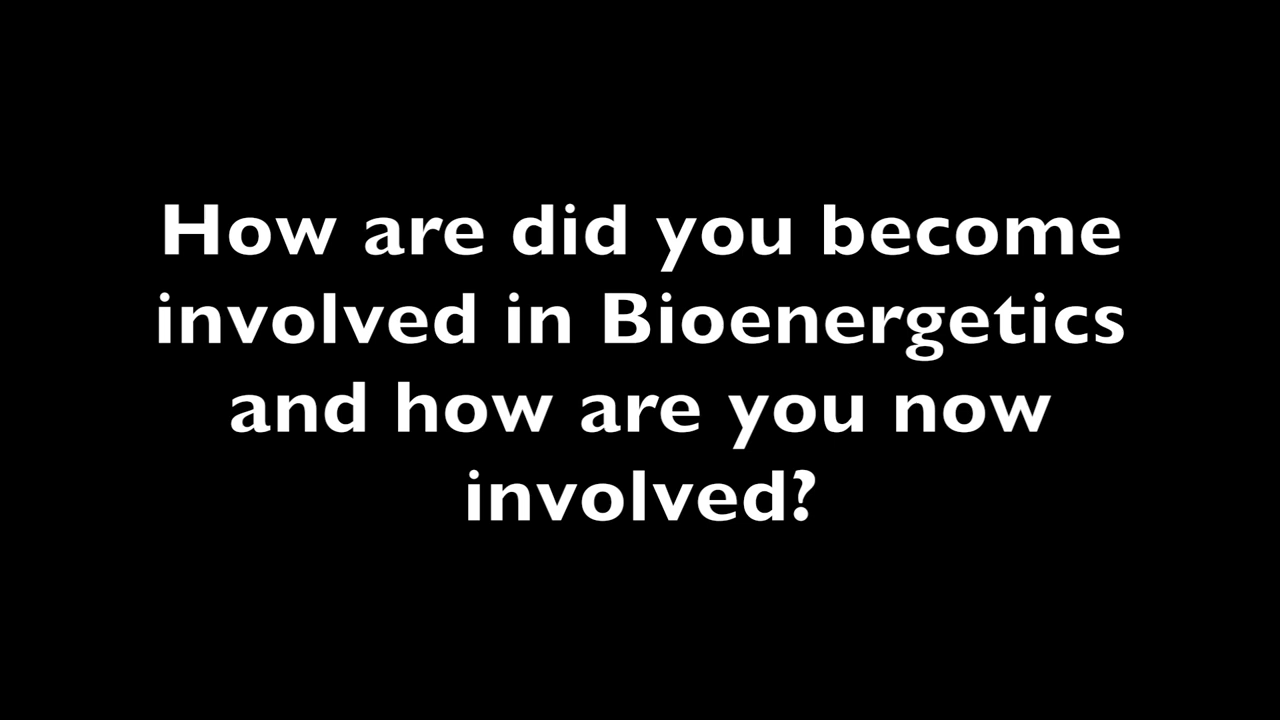 How are did you become
involved in Bioenergetics
and how are you now
involved?